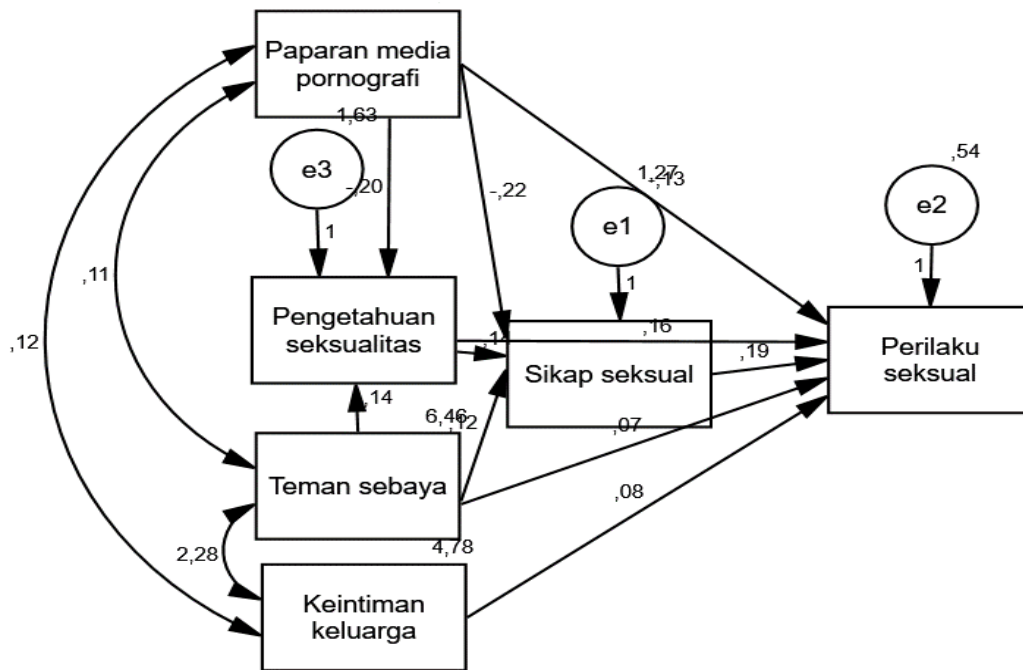 Paparan media
pornografi
1,63
e3
-,20
1
-,22
1,27
-,13
e1
1
,54
e2
1
,11
,12
Pengetahuan
seksualitas
,16
Sikap seksual
,19
Perilaku
seksual
,14
6,46
,12
,07
Teman sebaya
,08
4,78
2,28
Keintiman
keluarga